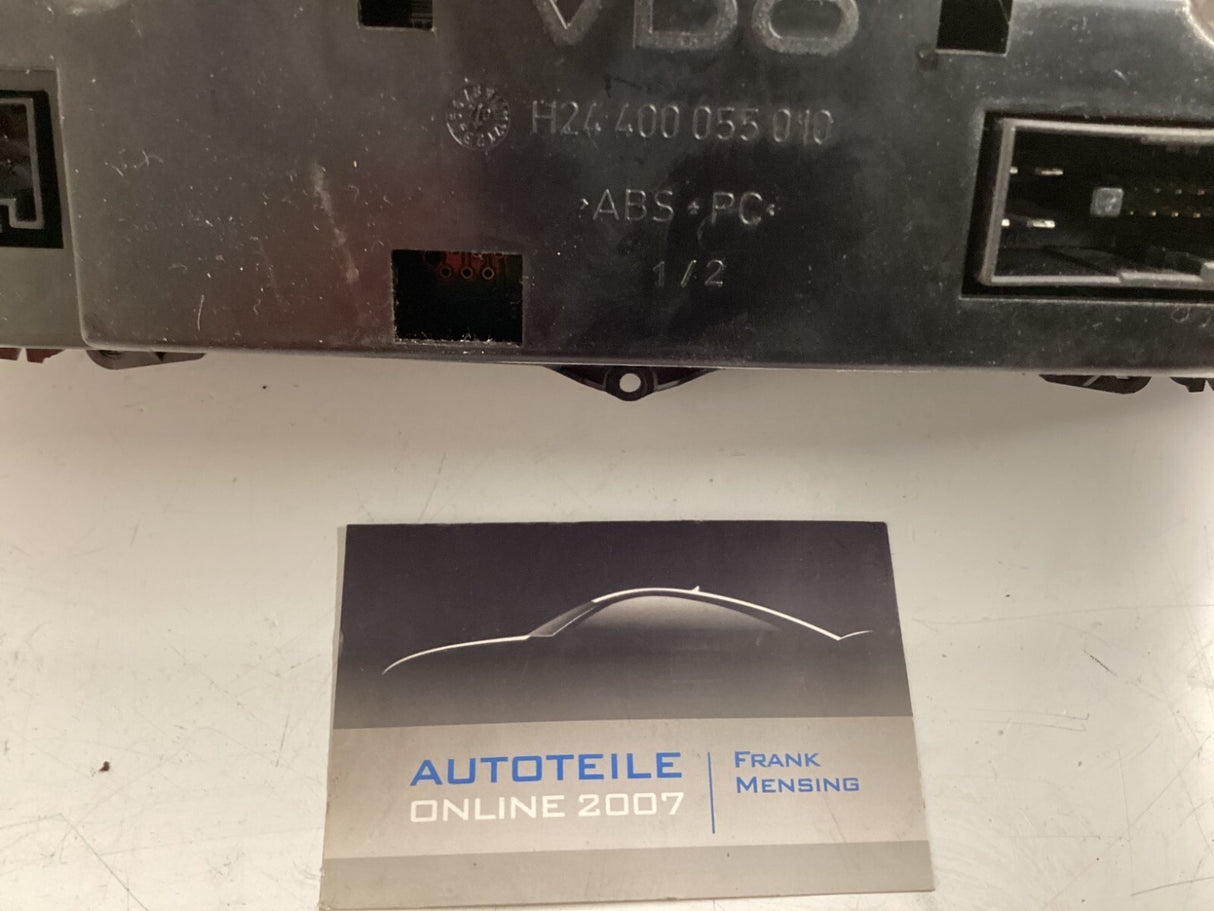 VDO
H24 400 055 010
>ABS + PC<
1/2
AUTOTEILE
ONLINE 2007
FRANK
MENSING